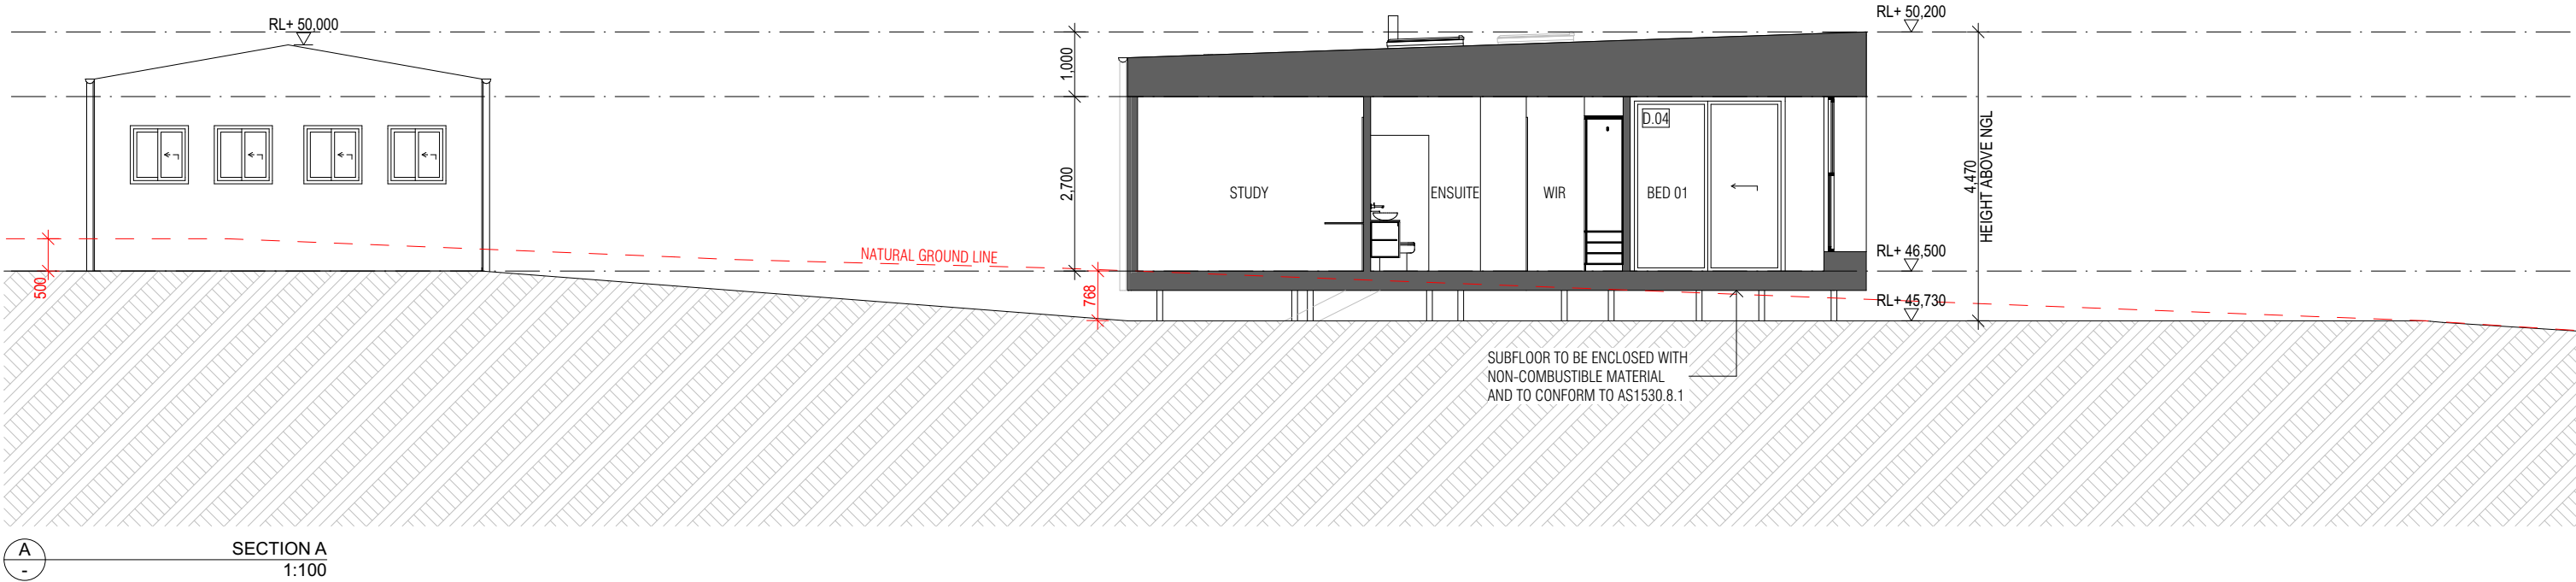 RL+ 50,000
RL+ 50,200
1,000
2,700
D.04
STUDY
ENSUITE
WIR
BED 01
4,470
HEIGHT ABOVE NGL
NATURAL GROUND LINE
RL+ 46,500
500
768
RL+ 45,730
SUBFLOOR TO BE ENCLOSED WITH
NON-COMBUSTIBLE MATERIAL
AND TO CONFORM TO AS1530.8.1
A
-
SECTION A
1:100